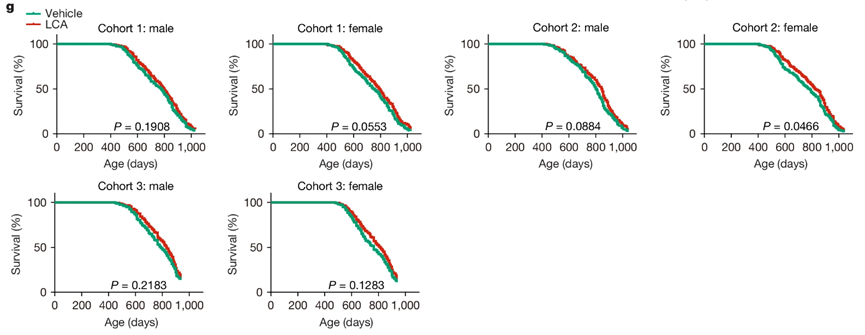 g
Vehicle
LCA
Cohort 1: male
Survival (%)
100
50
0
P = 0.1908
0 200 400 600 800 1,000
Age (days)
Cohort 1: female
Survival (%)
100
50
0
P = 0.0553
0 200 400 600 800 1,000
Age (days)
Cohort 2: male
Survival (%)
100
50
0
P = 0.0884
0 200 400 600 800 1,000
Age (days)
Cohort 2: female
Survival (%)
100
50
0
P = 0.0466
0 200 400 600 800 1,000
Age (days)
Cohort 3: male
Survival (%)
100
50
0
P = 0.2183
0 200 400 600 800 1,000
Age (days)
Cohort 3: female
Survival (%)
100
50
0
P = 0.1283
0 200 400 600 800 1,000
Age (days)